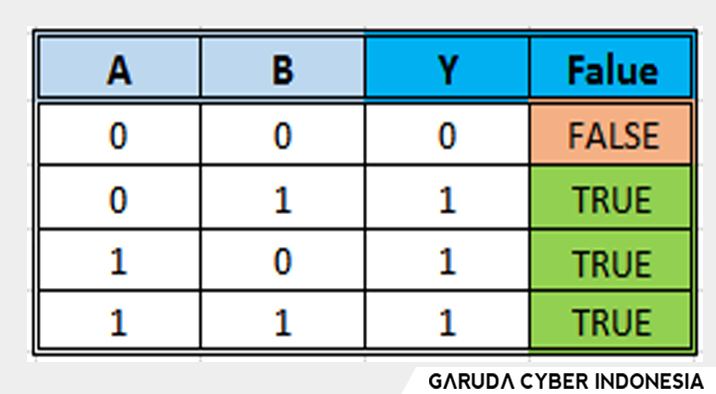 A B Y Falue
0 0 0 FALSE
0 1 1 TRUE
1 0 1 TRUE
1 1 1 TRUE
GARUDA CYBER INDONESIA